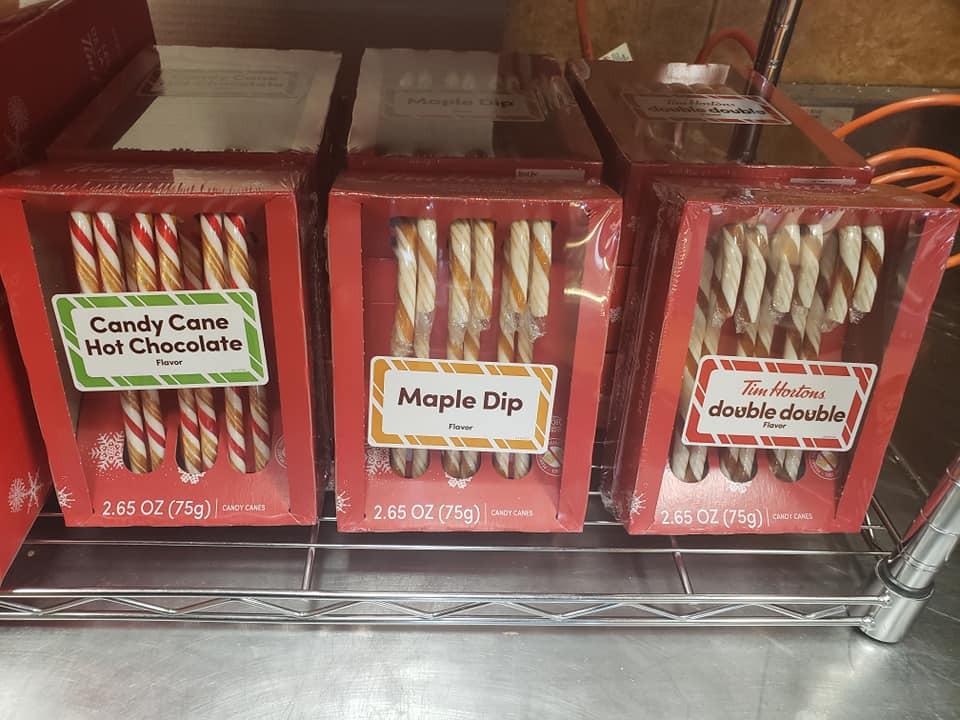 Maple Dip
Tim Hortons
double double
Candy Cane
Hot Chocolate
Flavor
2.65 OZ (75g) CANDY CANES
Maple Dip
Flavor
2.65 OZ (75g) CANDY CANES
Tim Hortons
double double
Flavor
2.65 OZ (75g) CANDY CANES